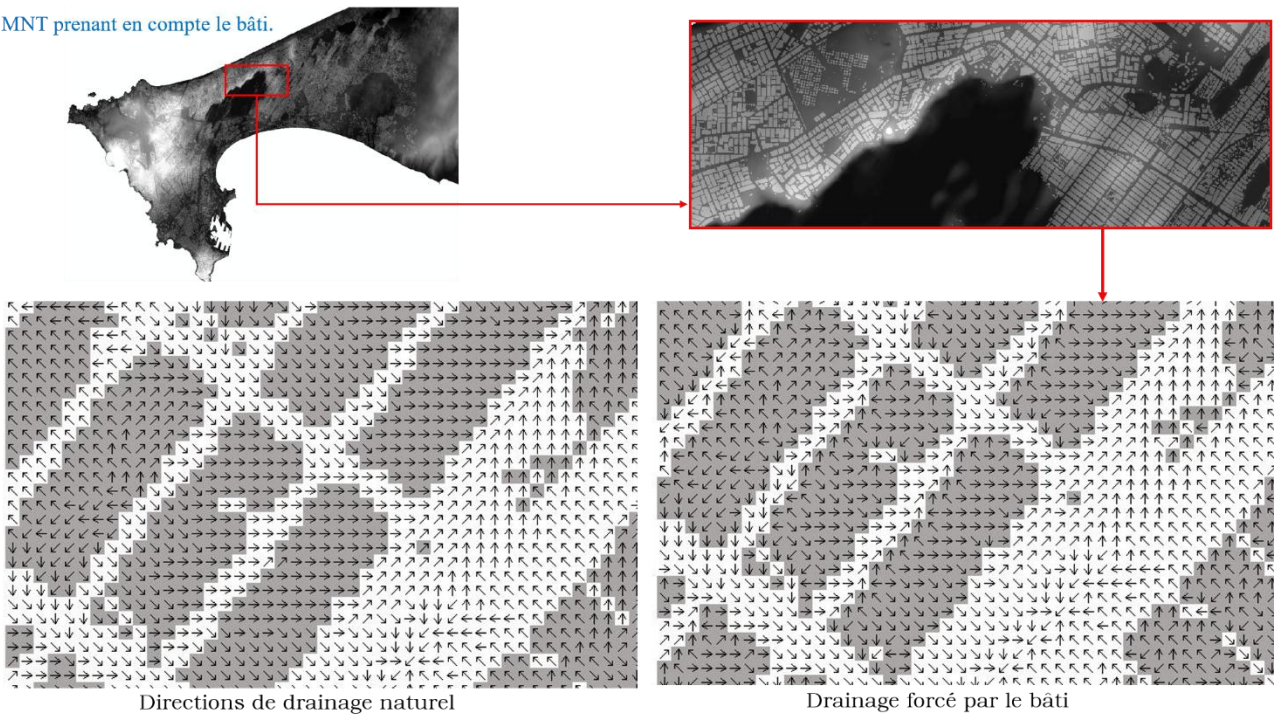 MNT prenant en compte le bâti.
Directions de drainage naturel
Drainage forcé par le bâti